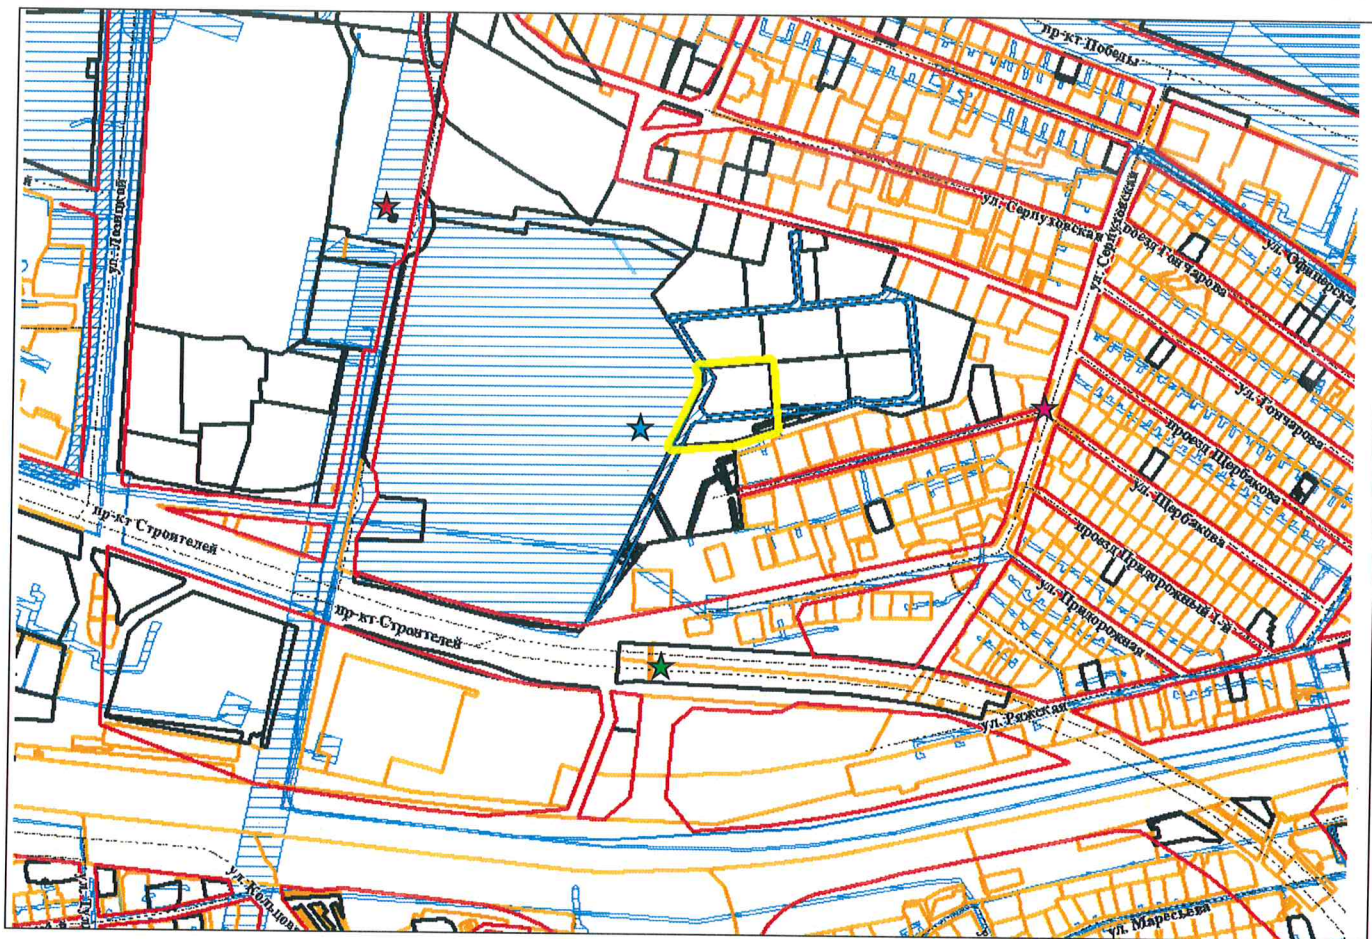 пр-кт Победы
ул. Лозицкой
ул. Серпуховская
ул. Серпуховская
проезд Гончарова
ул. Офицерская
ул. Гончарова
проезд Щербакова
ул. Щербакова
проезд Придорожный 1-й
ул. Придорожная
пр-кт Строителей
пр-кт Строителей
ул. Ряжская
ул. Маресьева